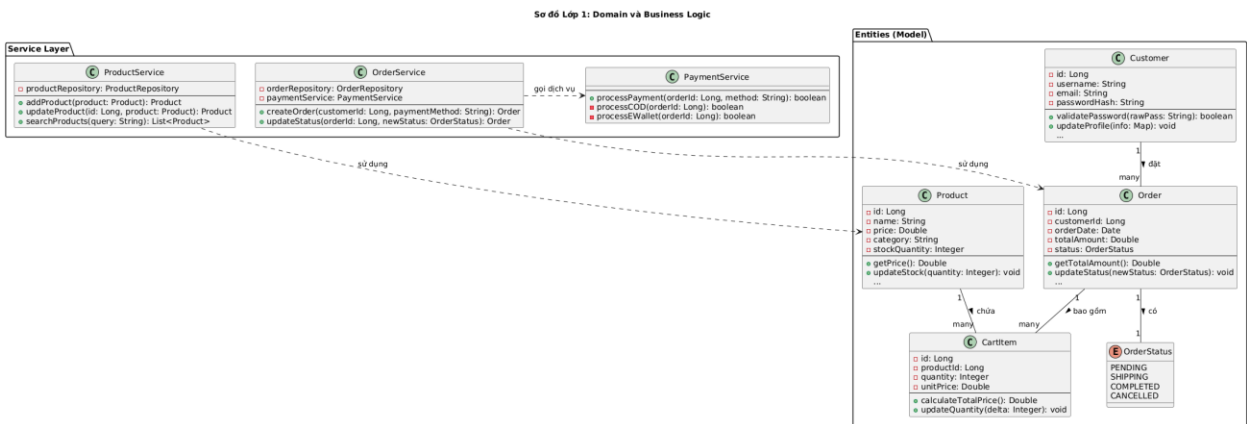 Sơ đồ Lớp 1: Domain và Business Logic
Service Layer
C ProductService
productRepository: ProductRepository
addProduct(product: Product): Product
updateProduct(id: Long, product: Product): Product
searchProducts(query: String): List<Product>
C OrderService
orderRepository: OrderRepository
paymentService: PaymentService
createOrder(customerId: Long, paymentMethod: String): Order
updateStatus(orderId: Long, newStatus: OrderStatus): Order
gọi dịch vụ
C PaymentService
processPayment(orderId: Long, method: String): boolean
processCOD(orderId: Long): boolean
processEWallet(orderId: Long): boolean
Entities (Model)
C Customer
id: Long
username: String
email: String
passwordHash: String
validatePassword(rawPass: String): boolean
updateProfile(info: Map): void
...
1
đặt
many
sử dụng
sử dụng
C Product
id: Long
name: String
price: Double
category: String
stockQuantity: Integer
getPrice(): Double
updateStock(quantity: Integer): void
...
C Order
id: Long
customerId: Long
orderDate: Date
totalAmount: Double
status: OrderStatus
getTotalAmount(): Double
updateStatus(newStatus: OrderStatus): void
...
1
chứa
many
1
bao gồm
many
1
có
1
C CartItem
id: Long
productId: Long
quantity: Integer
unitPrice: Double
calculateTotalPrice(): Double
updateQuantity(delta: Integer): void
E OrderStatus
PENDING
SHIPPING
COMPLETED
CANCELLED